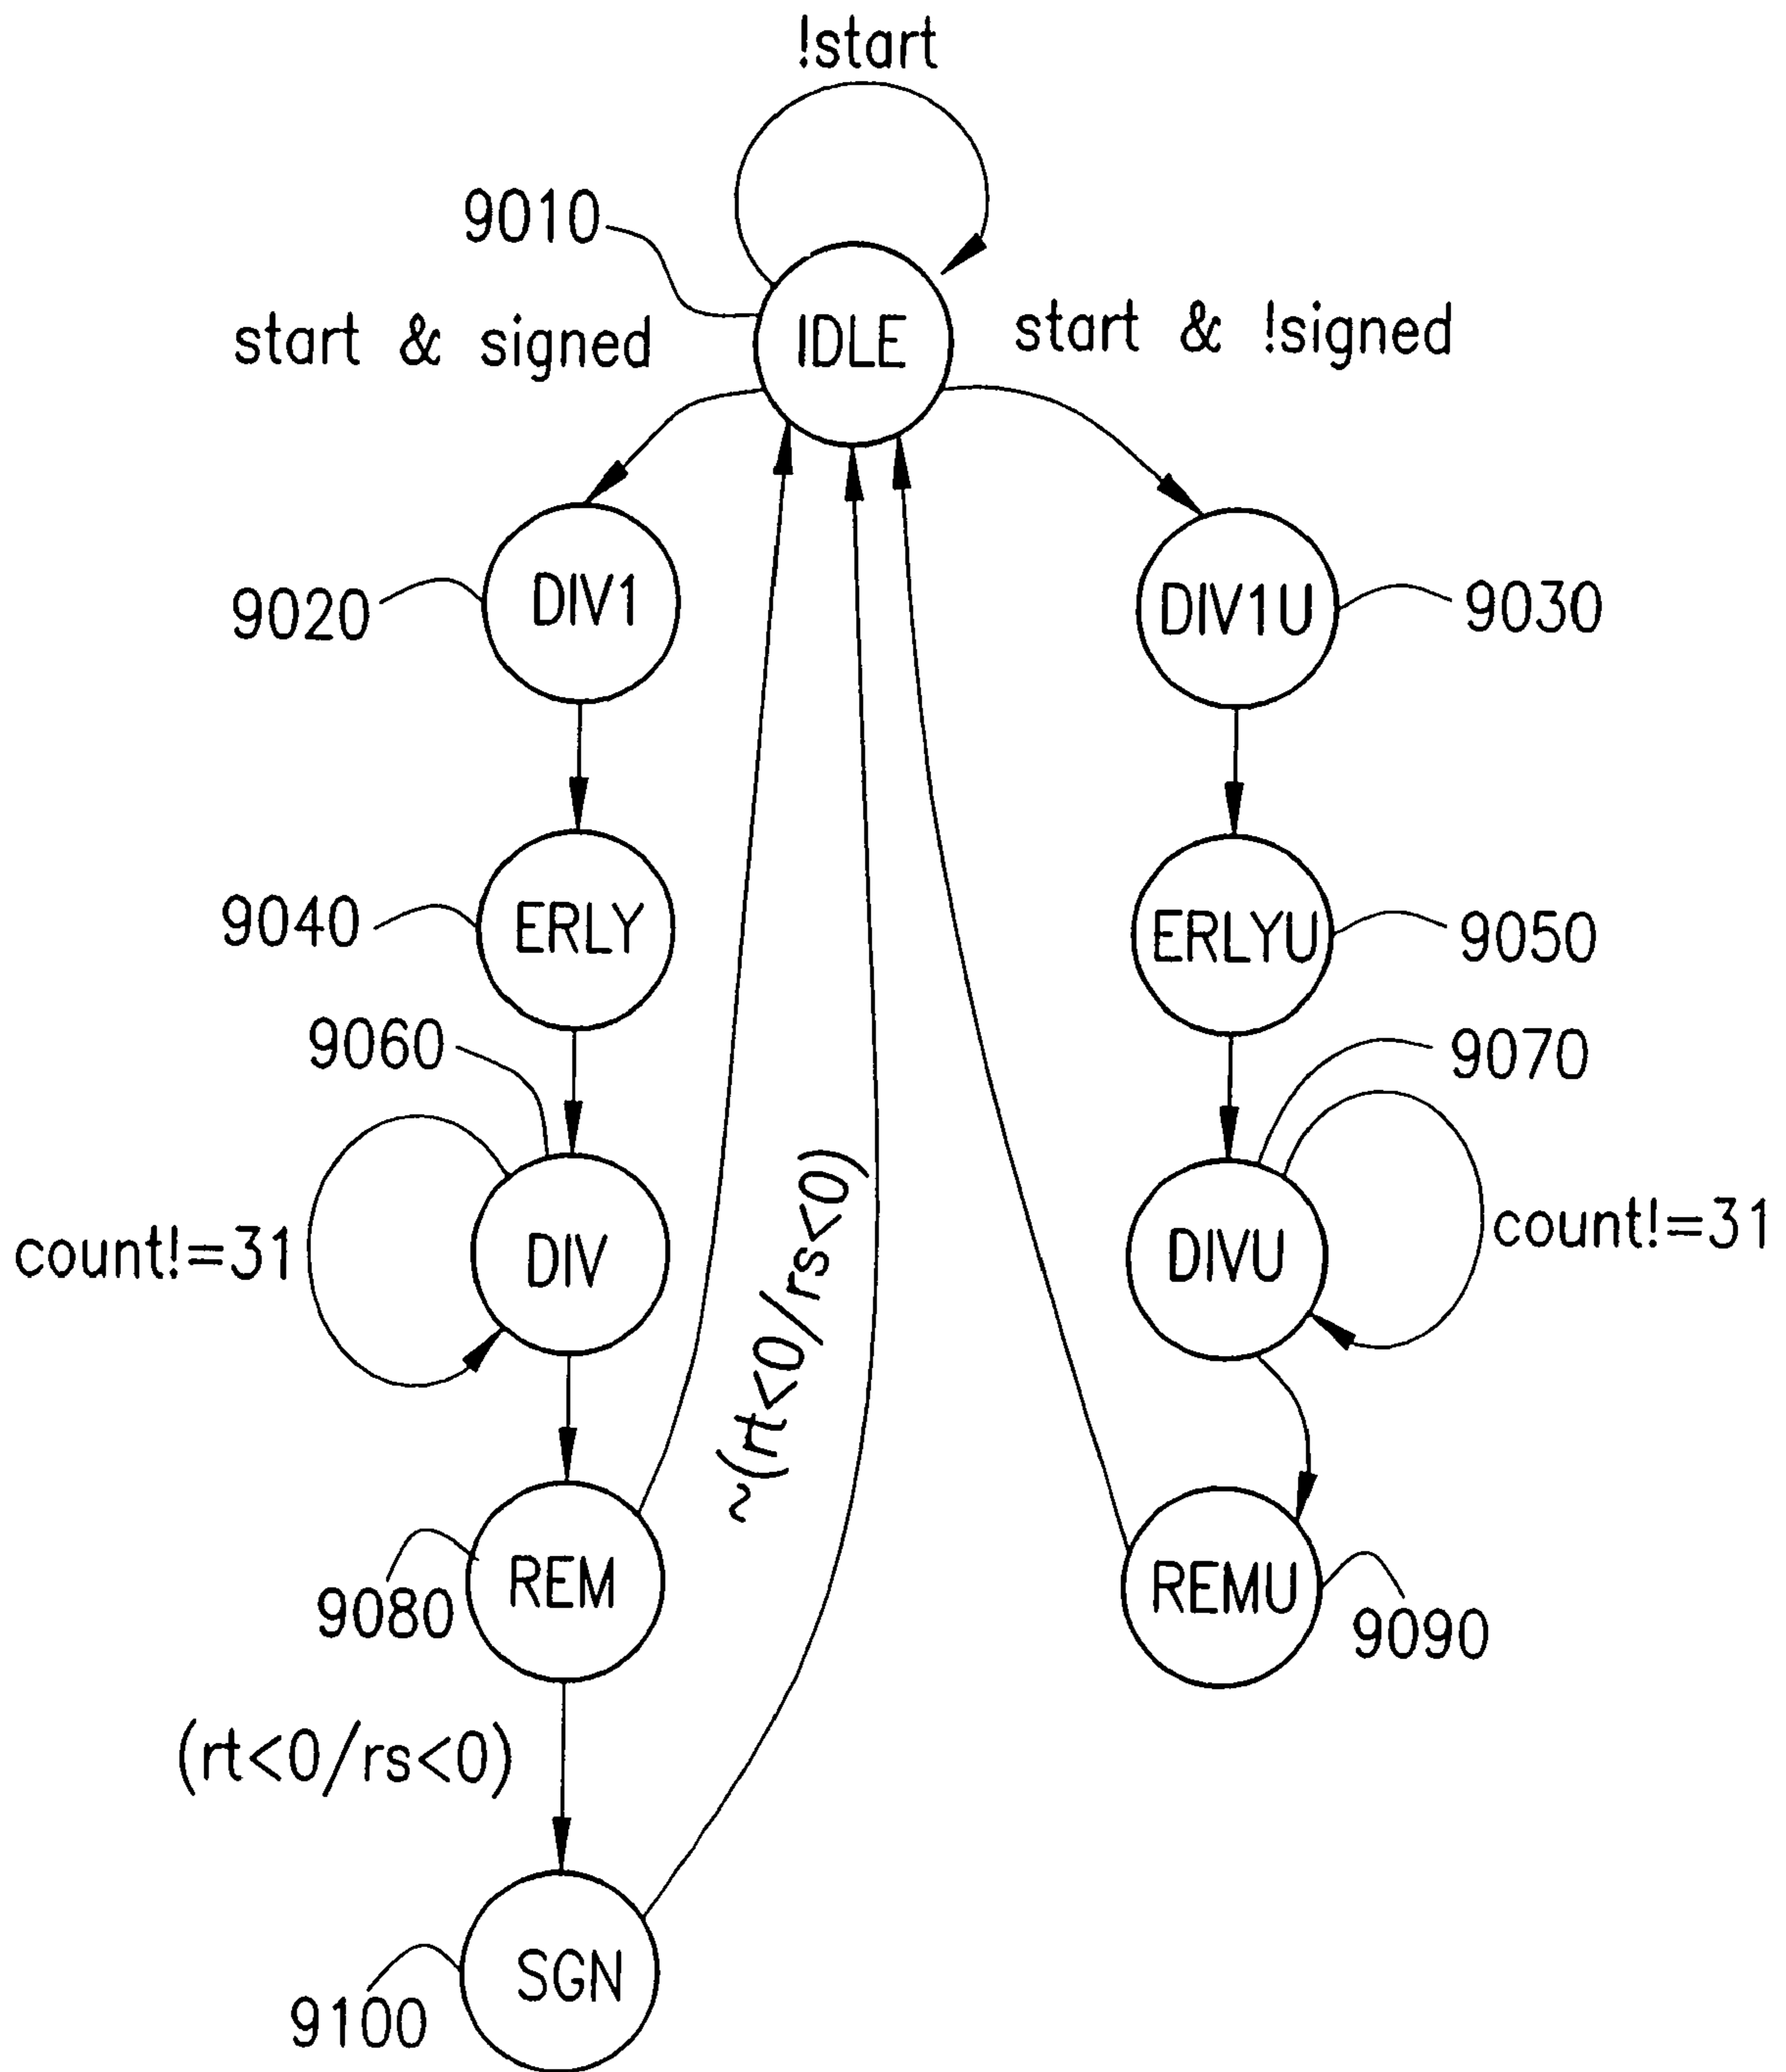 !start
9010
start & signed
IDLE
start & !signed
DIV1
9020
DIV1U
9030
ERLY
9040
ERLYU
9050
9060
9070
count!=31
DIV
~(rt<0/rs<0)
DIVU
count!=31
REM
9080
REMU
9090
(rt<0/rs<0)
SGN
9100